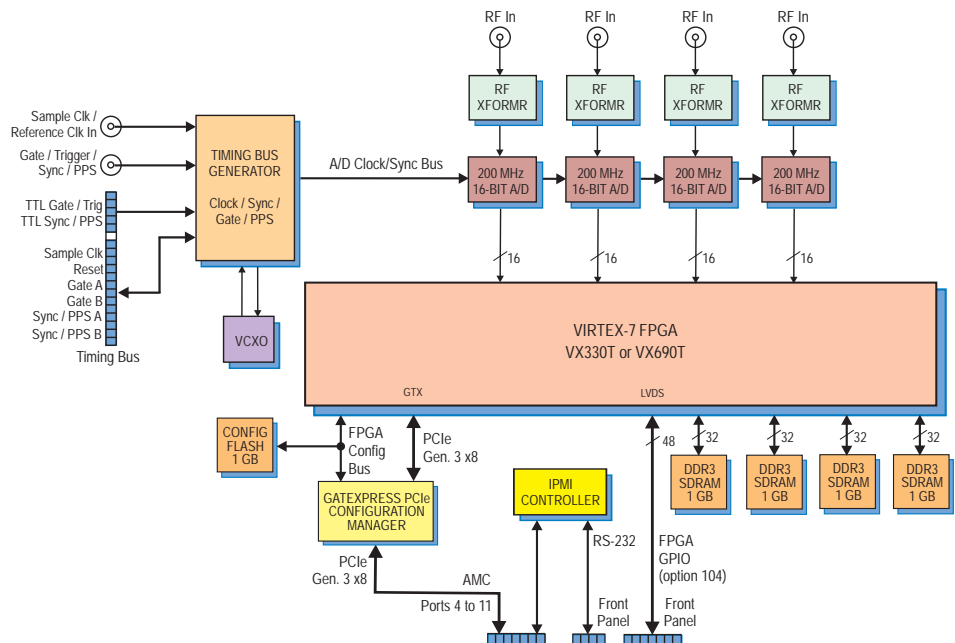 RF In
RF In
RF In
RF In
RF
XFORMR
RF
XFORMR
RF
XFORMR
RF
XFORMR
Sample Clk /
Reference Clk In
Gate / Trigger /
Sync / PPS
TTL Gate / Trig
TTL Sync / PPS
Sample Clk
Reset
Gate A
Gate B
Sync / PPS A
Sync / PPS B
Timing Bus
TIMING BUS
GENERATOR
Clock / Sync /
Gate / PPS
VCXO
A/D Clock/Sync Bus
200 MHz
16-BIT A/D
200 MHz
16-BIT A/D
200 MHz
16-BIT A/D
200 MHz
16-BIT A/D
16
16
16
16
VIRTEX-7 FPGA
VX330T or VX690T
GTX
LVDS
CONFIG
FLASH
1 GB
FPGA
Config
Bus
PCIe
Gen. 3 x8
48
32
32
32
32
DDR3
SDRAM
1 GB
DDR3
SDRAM
1 GB
DDR3
SDRAM
1 GB
DDR3
SDRAM
1 GB
GATEXPRESS PCIe
CONFIGURATION
MANAGER
IPMI
CONTROLLER
RS-232
FPGA
GPIO
(option 104)
PCIe
Gen. 3 x8
AMC
Ports 4 to 11
Front
Panel
Front
Panel